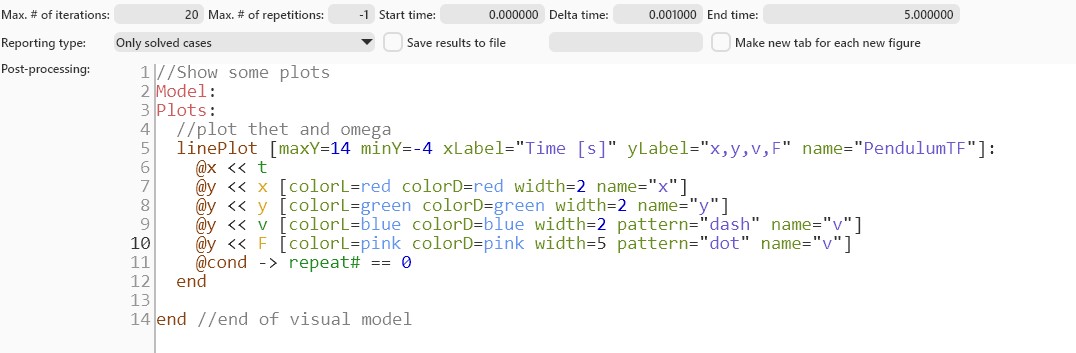 Max. # of iterations: 20 Max. # of repetitions: -1 Start time: 0.000000 Delta time: 0.001000 End time: 5.000000
Reporting type: Only solved cases Save results to file Make new tab for each new figure
Post-processing:
1 //Show some plots
2 Model:
3 Plots:
4 //plot thet and omega
5 linePlot [maxY=14 minY=-4 xLabel="Time [s]" yLabel="x,y,v,F" name="PendulumTF"]:
6 @x << t
7 @y << x [colorL=red colorD=red width=2 name="x"]
8 @y << y [colorL=green colorD=green width=2 name="y"]
9 @y << v [colorL=blue colorD=blue width=2 pattern="dash" name="v"]
10 @y << F [colorL=pink colorD=pink width=5 pattern="dot" name="v"]
11 @cond -> repeat# == 0
12 end
13
14 end //end of visual model